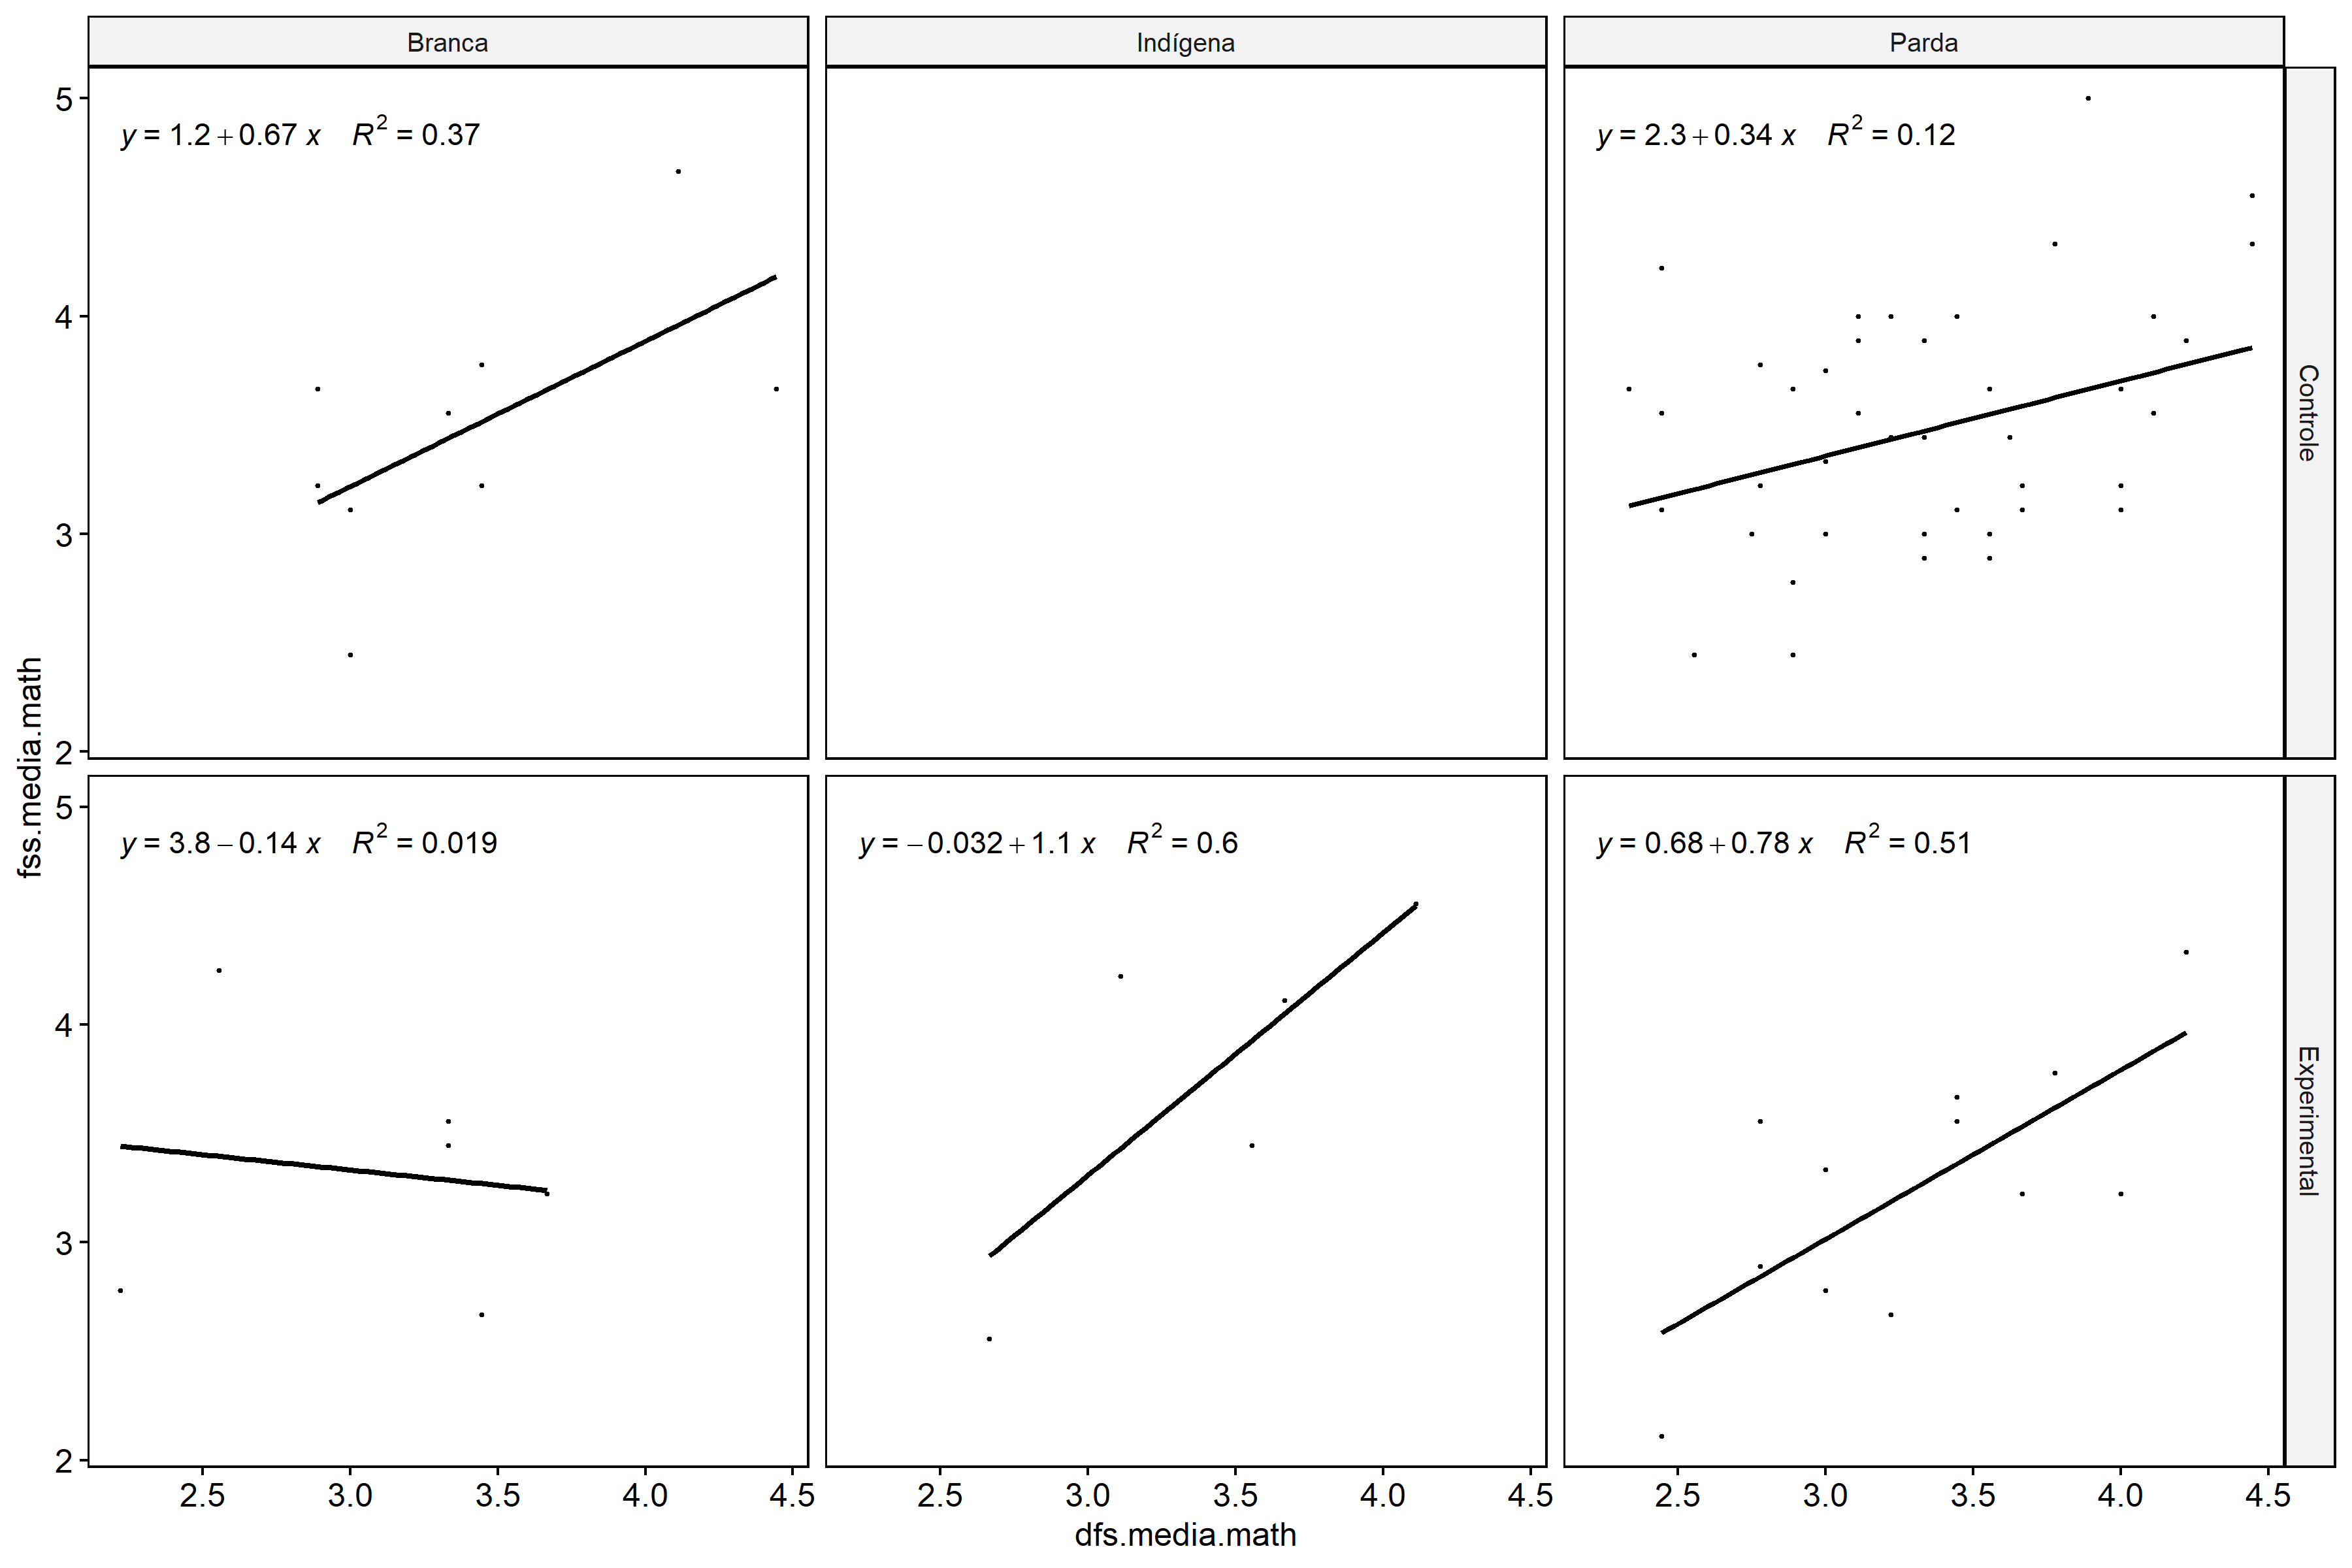 Branca
Indígena
Parda
y = 1.2 + 0.67 x R² = 0.37
y = 2.3 + 0.34 x R² = 0.12
Controle
5
4
3
2
fss.media.math
y = 3.8 − 0.14 x R² = 0.019
y = −0.032 + 1.1 x R² = 0.6
y = 0.68 + 0.78 x R² = 0.51
Experimental
5
4
3
2
2.5 3.0 3.5 4.0 4.5
2.5 3.0 3.5 4.0 4.5
2.5 3.0 3.5 4.0 4.5
dfs.media.math